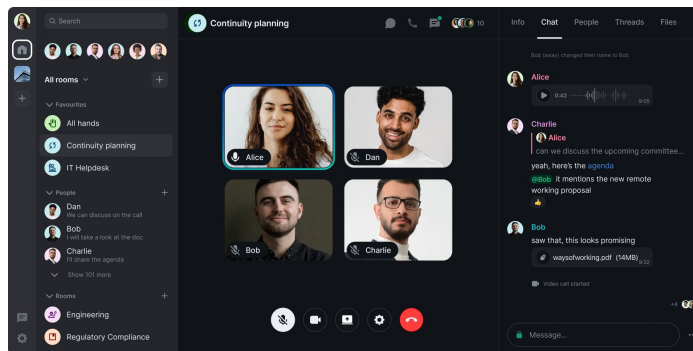 Search
All rooms
Favourites
All hands
Continuity planning
IT Helpdesk
People
Dan
We can discuss on the call
Bob
I will take a look at the doc
Charlie
I'll share the agenda
Show 101 more
Rooms
Engineering
Regulatory Compliance
Continuity planning
10
Alice
Dan
Bob
Charlie
Info Chat People Threads Files
Bob (away) changed their name to Bob
Alice
0:42
9:05
Charlie
Alice
can we discuss the upcoming committee...
yeah, here's the agenda
@Bob it mentions the new remote
working proposal
Bob
saw that, this looks promising
waysofworking.pdf (14MB)
9:22
Video call started
+4
Message...